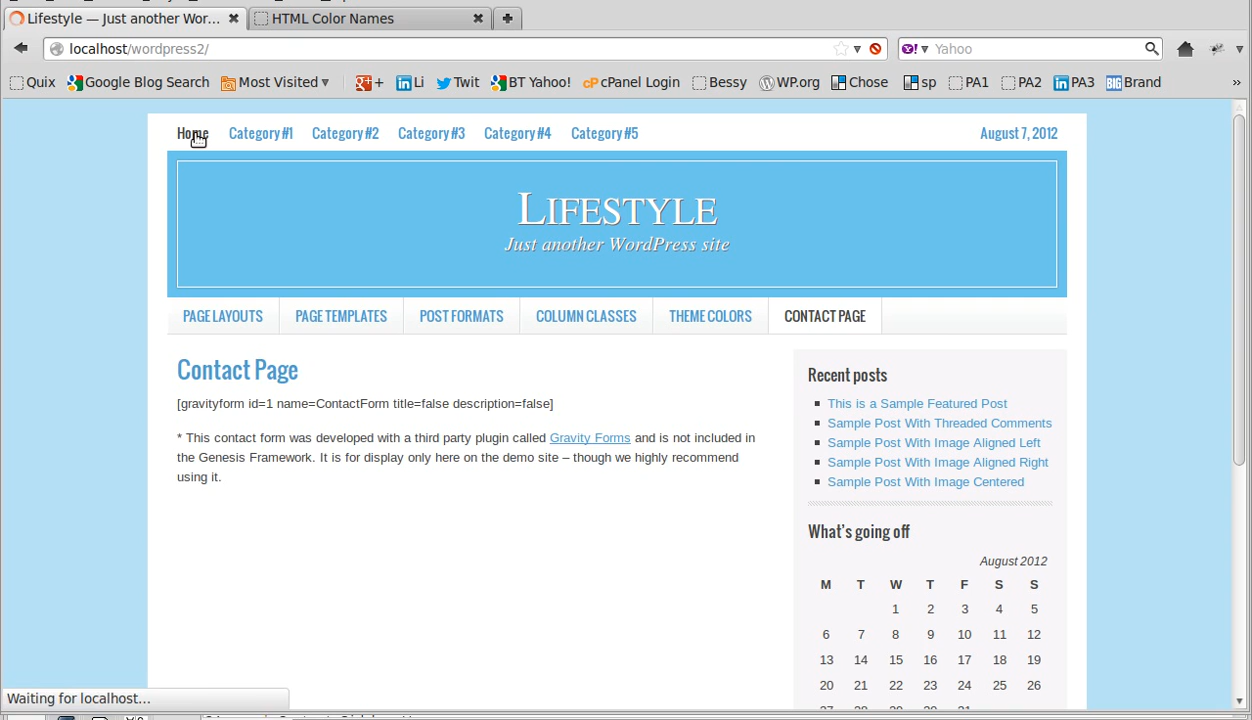 Lifestyle — Just another Wor...
HTML Color Names
localhost/wordpress2/
Yahoo
Quix Google Blog Search Most Visited + Li Twit BT Yahoo! cPanel Login Bessy WP.org Chose sp PA1 PA2 PA3 Brand »
Home Category #1 Category #2 Category #3 Category #4 Category #5 August 7, 2012
LIFESTYLE
Just another WordPress site
PAGE LAYOUTS PAGE TEMPLATES POST FORMATS COLUMN CLASSES THEME COLORS CONTACT PAGE
Contact Page
[gravityform id=1 name=ContactForm title=false description=false]
* This contact form was developed with a third party plugin called Gravity Forms and is not included in
the Genesis Framework. It is for display only here on the demo site – though we highly recommend
using it.
Recent posts
This is a Sample Featured Post
Sample Post With Threaded Comments
Sample Post With Image Aligned Left
Sample Post With Image Aligned Right
Sample Post With Image Centered
What's going off
August 2012
M T W T F S S
1 2 3 4 5
6 7 8 9 10 11 12
13 14 15 16 17 18 19
20 21 22 23 24 25 26
Waiting for localhost...